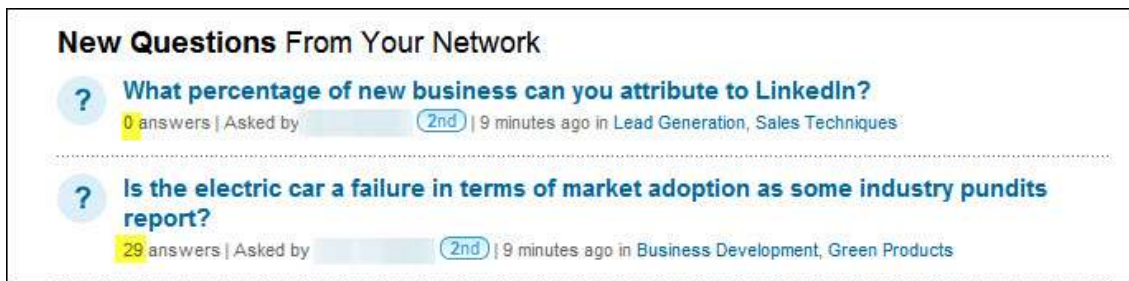 New Questions From Your Network
? What percentage of new business can you attribute to LinkedIn?
0 answers | Asked by 2nd | 9 minutes ago in Lead Generation, Sales Techniques
? Is the electric car a failure in terms of market adoption as some industry pundits
report?
29 answers | Asked by 2nd | 9 minutes ago in Business Development, Green Products